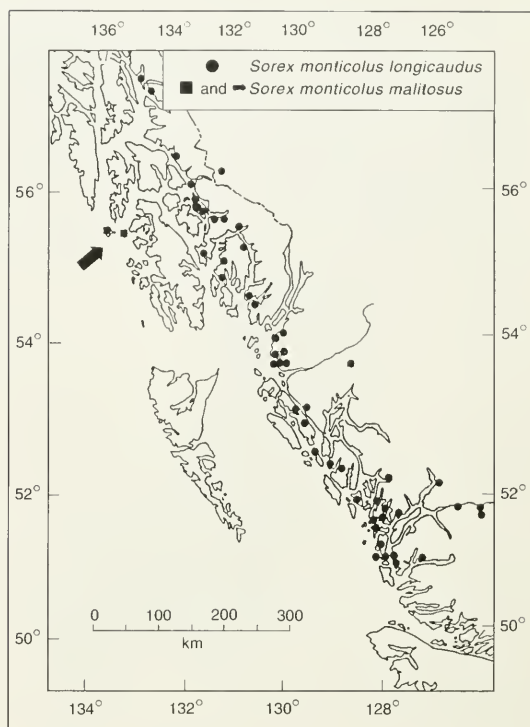 136° 134° 132° 130° 128° 126°
● Sorex monticolus longicaudus
■ and Sorex monticolus malitosus
56° 56°
54° 54°
52° 52°
0 100 200 300
km
50° 50°
134° 132° 130° 128°